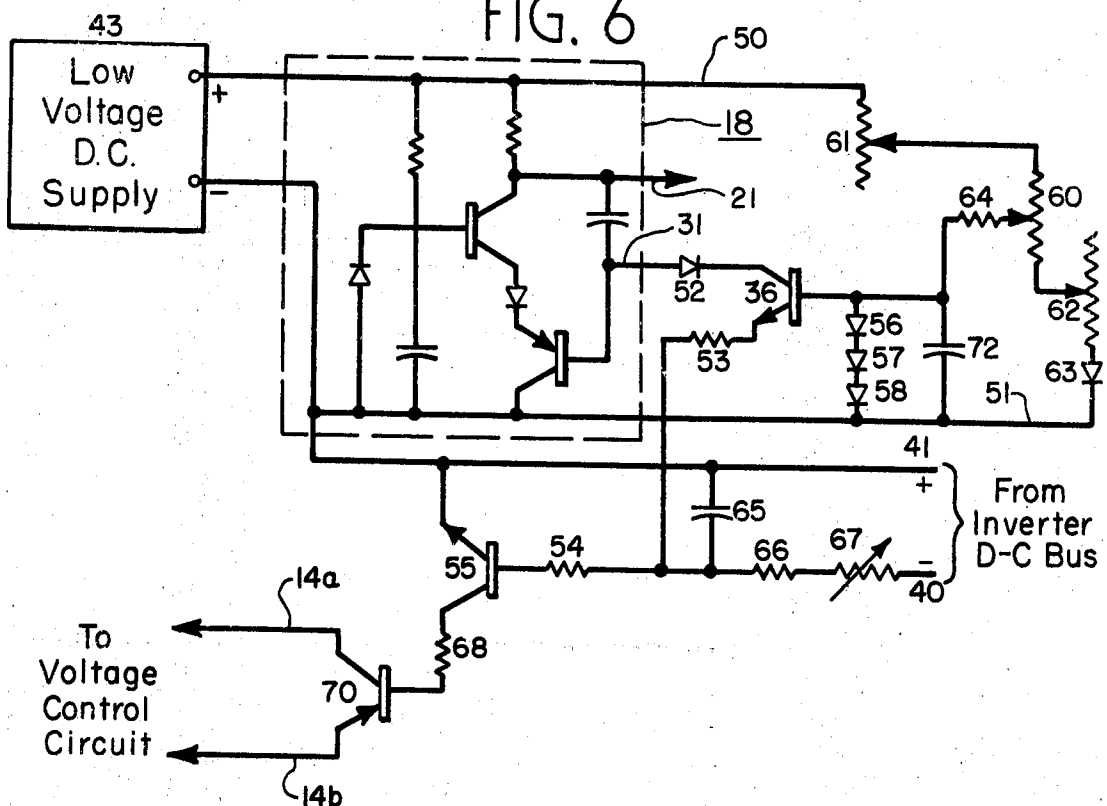 FIG. 6
43
Low
Voltage
D.C.
Supply
+
−
50
18
61
21
31
64
60
52
36
62
53
56
57
58
72
63
51
41
+
From
Inverter
D-C Bus
65
54
66
67
−
40
55
68
14a
To
Voltage
Control
Circuit
70
14b